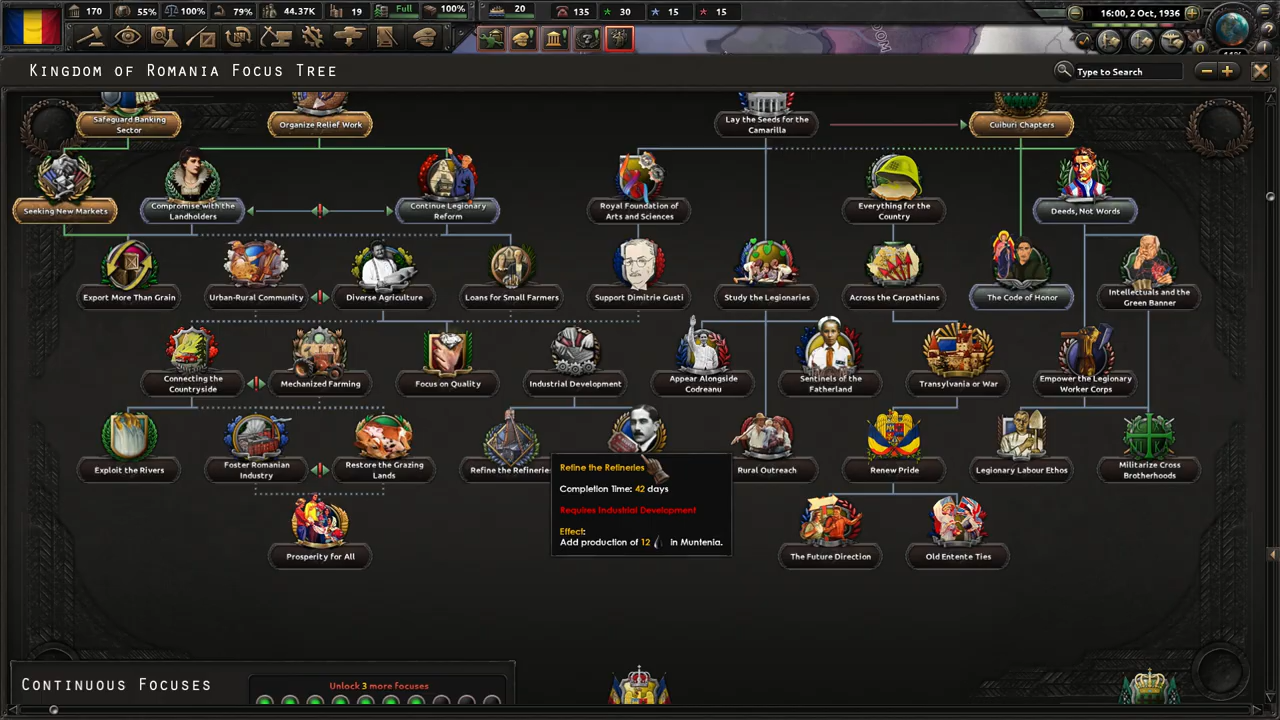 170
55%
100%
79%
44.37K
19
Full
100%
20
135
30
15
15
16:00, 2 Oct, 1936
Kingdom of Romania Focus Tree
Type to Search
Safeguard Banking
Sector
Organize Relief Work
Lay the Seeds for the
Camarilla
Cuiburi Chapters
Seeking New Markets
Compromise with the
Landholders
Continue Legionary
Reform
Royal Foundation of
Arts and Sciences
Everything for the
Country
Deeds, Not Words
Export More Than Grain
Urban-Rural Community
Diverse Agriculture
Loans for Small Farmers
Support Dimitrie Gusti
Study the Legionaries
Across the Carpathians
The Code of Honor
Intellectuals and the
Green Banner
Connecting the
Countryside
Mechanized Farming
Focus on Quality
Industrial Development
Appear Alongside
Codreanu
Sentinels of the
Fatherland
Transylvania or War
Empower the Legionary
Worker Corps
Exploit the Rivers
Foster Romanian
Industry
Restore the Grazing
Lands
Refine the Refineries
Rural Outreach
Renew Pride
Legionary Labour Ethos
Militarize Cross
Brotherhoods
Refine the Refineries
Completion Time: 42 days
Requires Industrial Development
Effect:
Add production of 12 in Muntenia.
Prosperity for All
The Future Direction
Old Entente Ties
Continuous Focuses
Unlock 3 more focuses